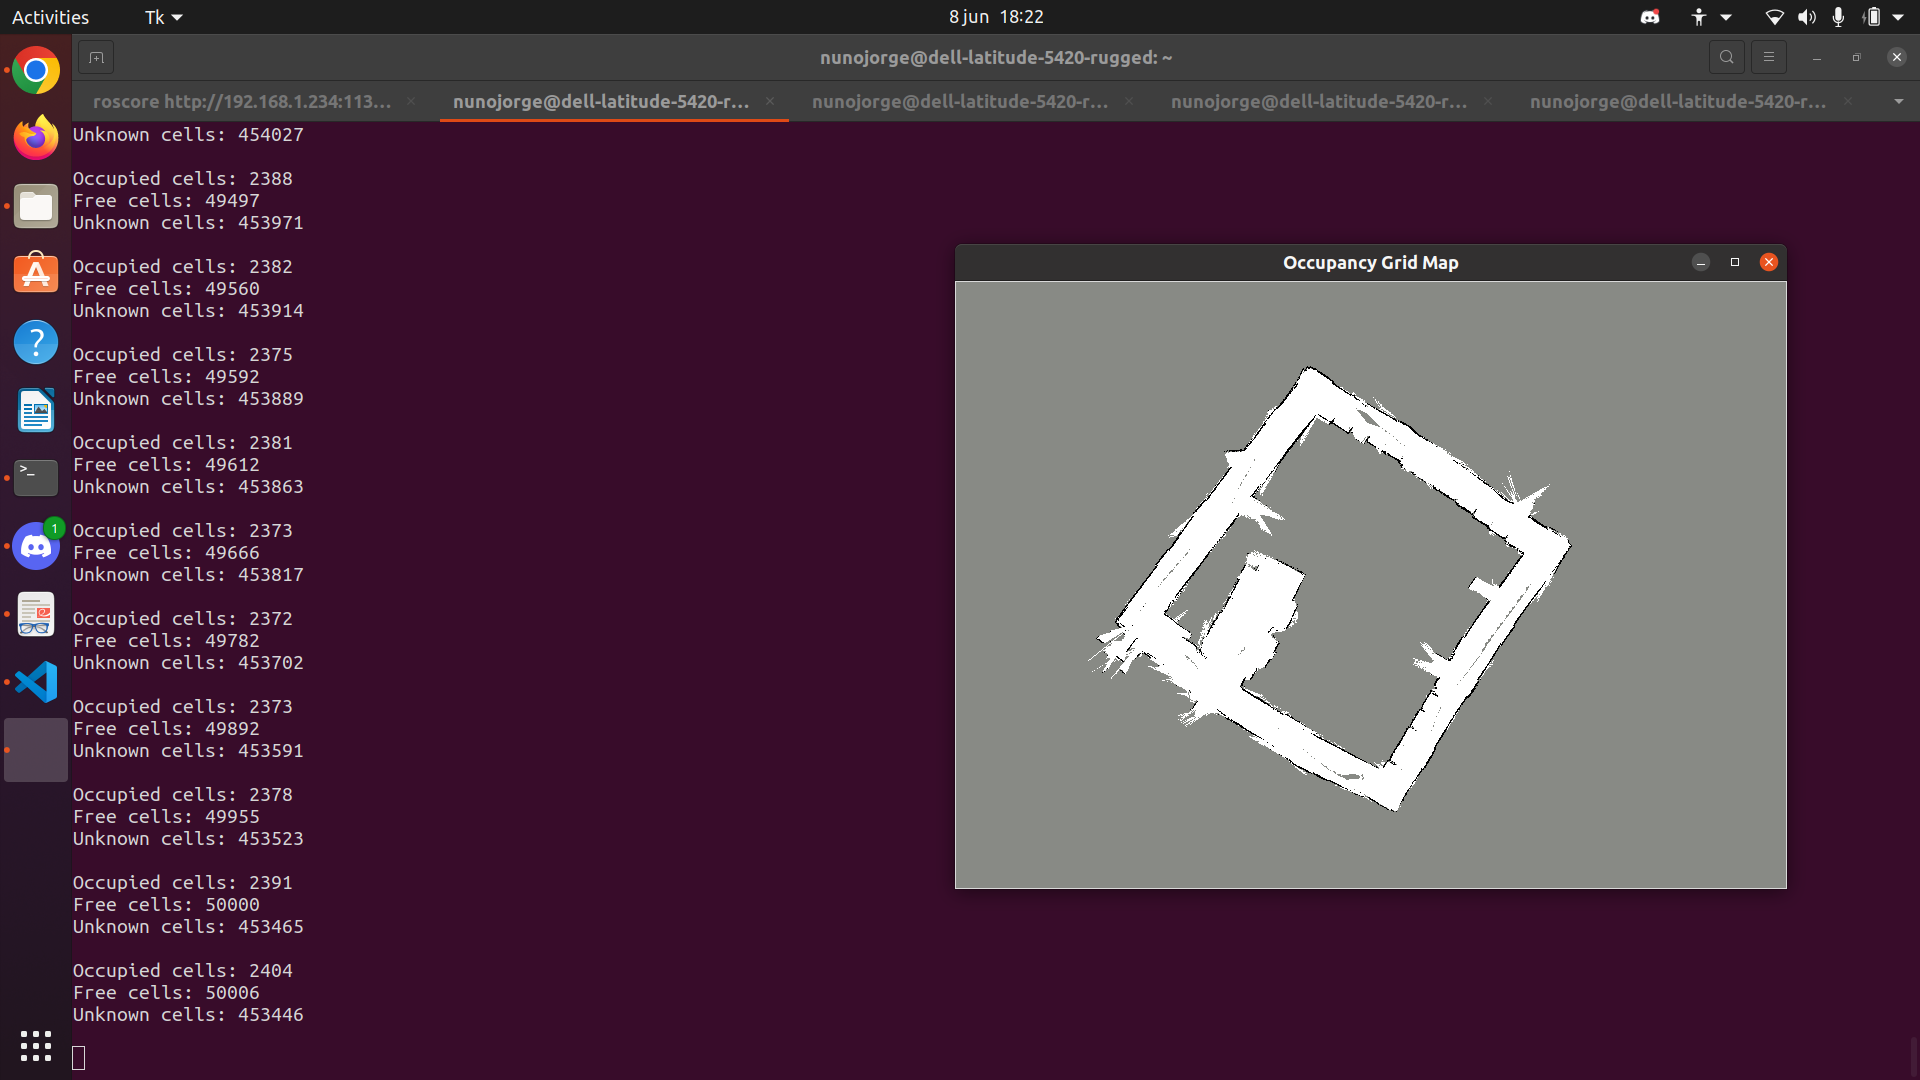 Activities
Tk
8 jun 18:22
nunojorge@dell-latitude-5420-rugged: ~
roscore http://192.168.1.234:113...
nunojorge@dell-latitude-5420-r...
nunojorge@dell-latitude-5420-r...
nunojorge@dell-latitude-5420-r...
nunojorge@dell-latitude-5420-r...
Unknown cells: 454027
Occupied cells: 2388
Free cells: 49497
Unknown cells: 453971
Occupied cells: 2382
Free cells: 49560
Unknown cells: 453914
Occupied cells: 2375
Free cells: 49592
Unknown cells: 453889
Occupied cells: 2381
Free cells: 49612
Unknown cells: 453863
Occupied cells: 2373
Free cells: 49666
Unknown cells: 453817
Occupied cells: 2372
Free cells: 49782
Unknown cells: 453702
Occupied cells: 2373
Free cells: 49892
Unknown cells: 453591
Occupied cells: 2378
Free cells: 49955
Unknown cells: 453523
Occupied cells: 2391
Free cells: 50000
Unknown cells: 453465
Occupied cells: 2404
Free cells: 50006
Unknown cells: 453446
Occupancy Grid Map
1